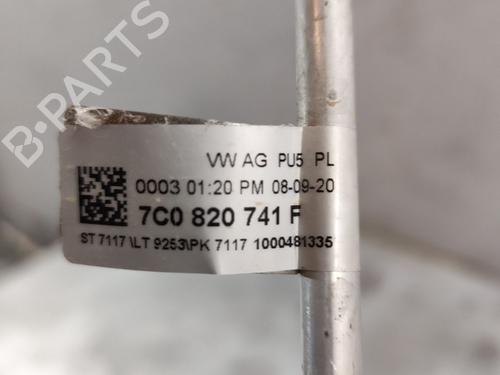 B-PARTS
VW AG PU5 PL
0003 01:20 PM 08-09-20
7C0 820 741 F
ST 7117 \LT 9253\PK 7117 1000481335